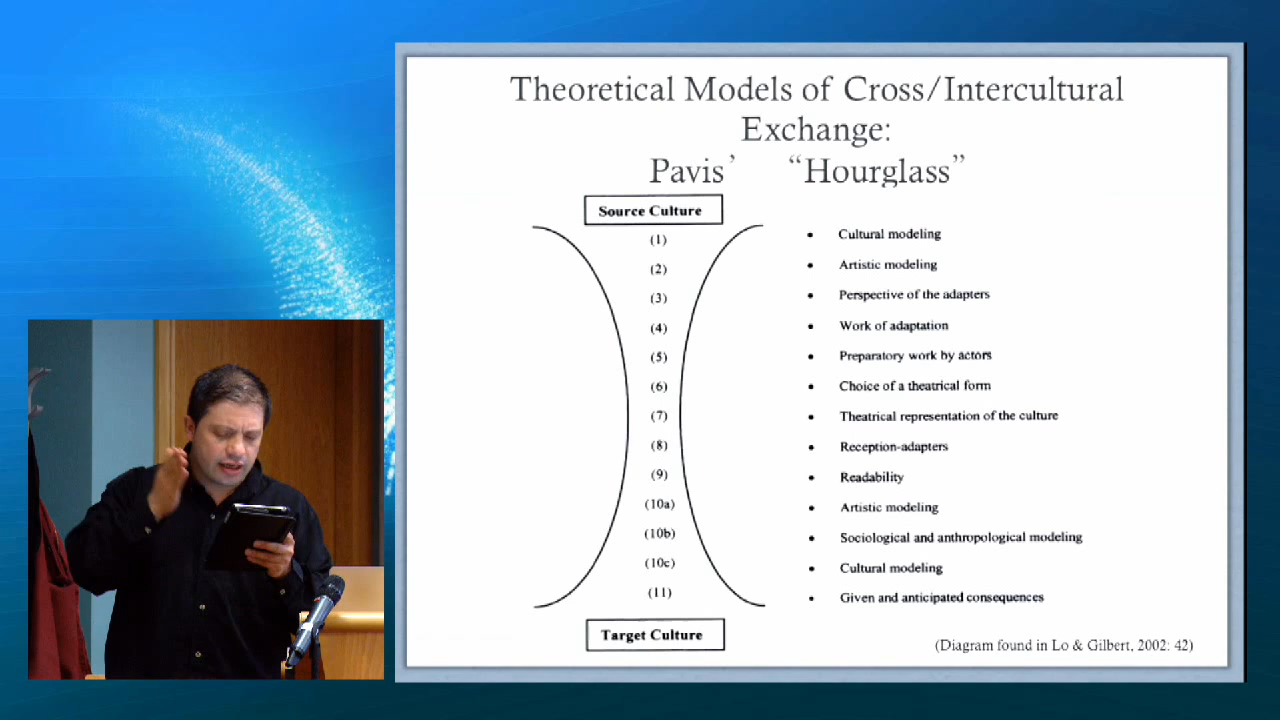 Theoretical Models of Cross/Intercultural
Exchange:
Pavis’ “Hourglass”
Source Culture
(1) • Cultural modeling
(2) • Artistic modeling
(3) • Perspective of the adapters
(4) • Work of adaptation
(5) • Preparatory work by actors
(6) • Choice of a theatrical form
(7) • Theatrical representation of the culture
(8) • Reception-adapters
(9) • Readability
(10a) • Artistic modeling
(10b) • Sociological and anthropological modeling
(10c) • Cultural modeling
(11) • Given and anticipated consequences
Target Culture
(Diagram found in Lo & Gilbert, 2002: 42)